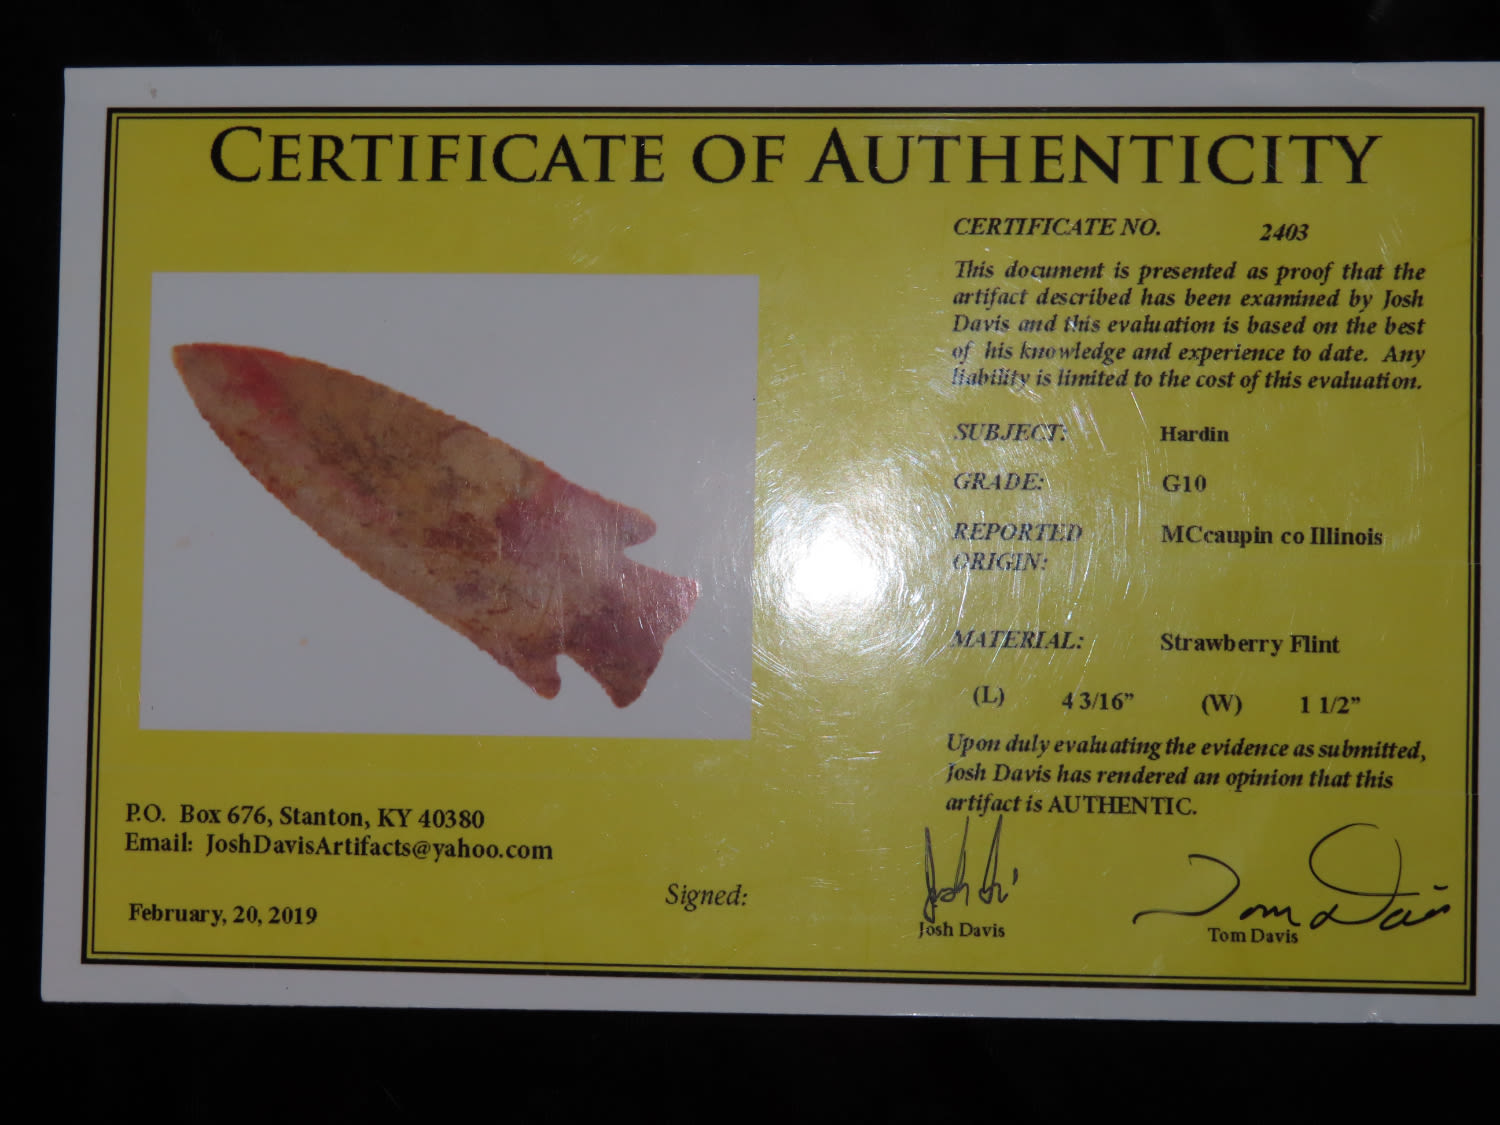 CERTIFICATE OF AUTHENTICITY
CERTIFICATE NO. 2403
This document is presented as proof that the
artifact described has been examined by Josh
Davis and this evaluation is based on the best
of his knowledge and experience to date. Any
liability is limited to the cost of this evaluation.
SUBJECT: Hardin
GRADE: G10
REPORTED MCcaupin co Illinois
ORIGIN:
MATERIAL: Strawberry Flint
(L) 4 3/16” (W) 1 1/2”
Upon duly evaluating the evidence as submitted,
Josh Davis has rendered an opinion that this
artifact is AUTHENTIC.
P.O. Box 676, Stanton, KY 40380
Email: JoshDavisArtifacts@yahoo.com
February, 20, 2019
Signed:
Josh Davis
Tom Davis
Josh Davis
Tom Davis